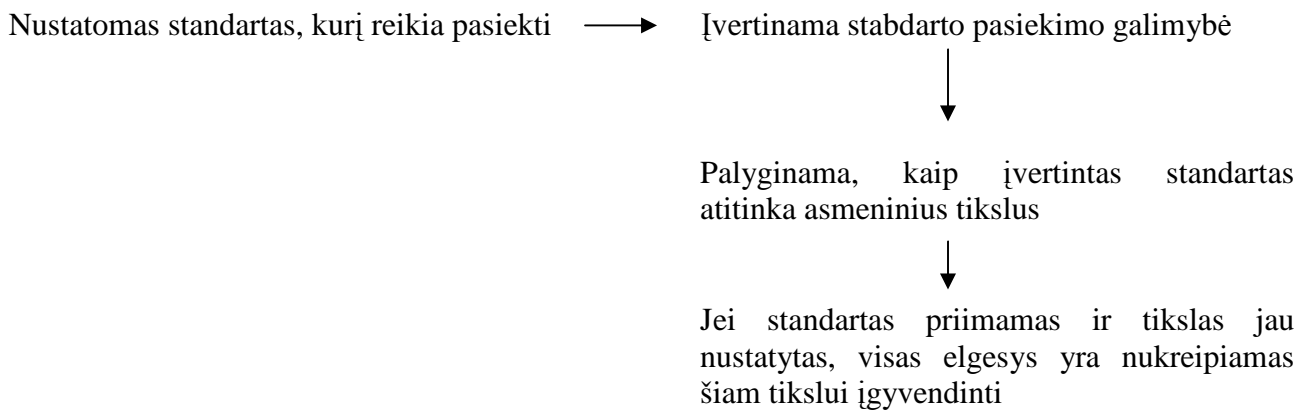 Nustatomas standartas, kurį reikia pasiekti
Įvertinama stabdarto pasiekimo galimybė
Palyginama, kaip įvertintas standartas
atitinka asmeninius tikslus
Jei standartas priimamas ir tikslas jau
nustatytas, visas elgesys yra nukreipiamas
šiam tikslui įgyvendinti